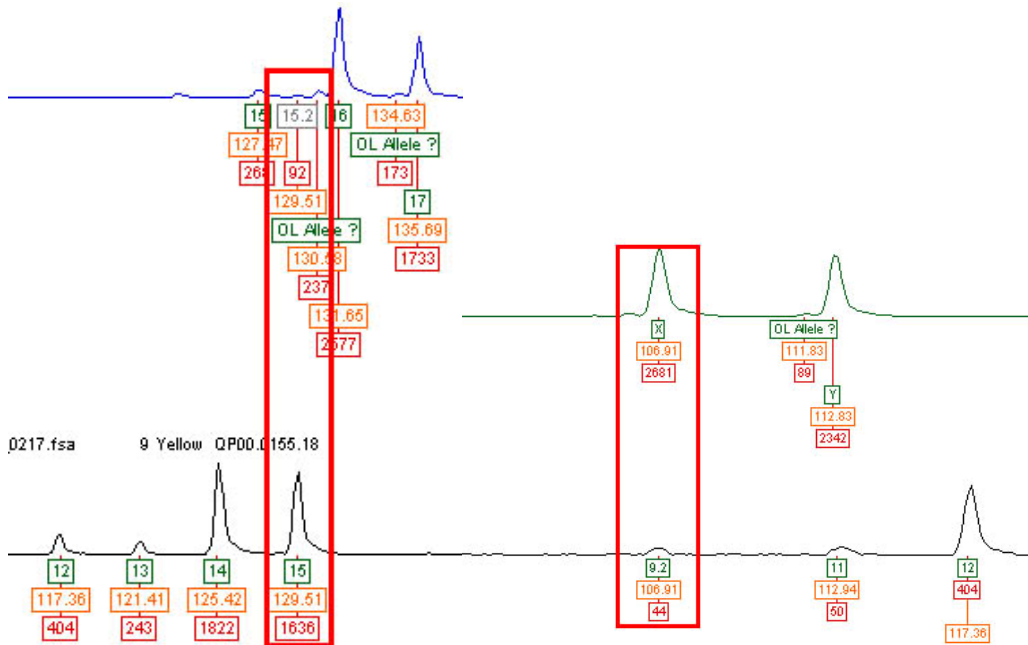 15 15.2 16 134.63
127.47 OL Allele ?
268 92 173
129.51 17
OL Allele ? 135.69
130.58 1733
237
131.65
2577
X OL Allele ?
106.91 111.83
2681 89
Y
112.83
2342
_0217.fsa 9 Yellow QP00.0155.18
12 13 14 15
117.36 121.41 125.42 129.51
404 243 1822 1636
9.2 11 12
106.91 112.94 404
44 50 117.36